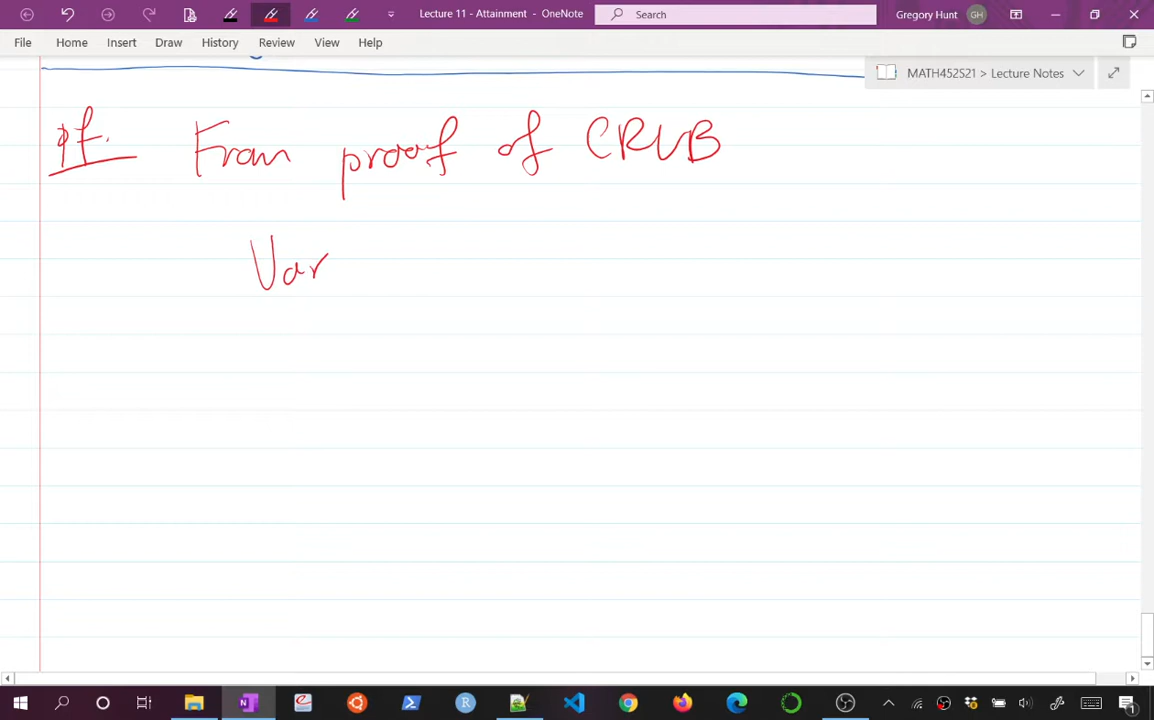 Lecture 11 - Attainment - OneNote
Search
Gregory Hunt GH
File Home Insert Draw History Review View Help
MATH452S21 > Lecture Notes
Pf. From proof of CRLB
Var